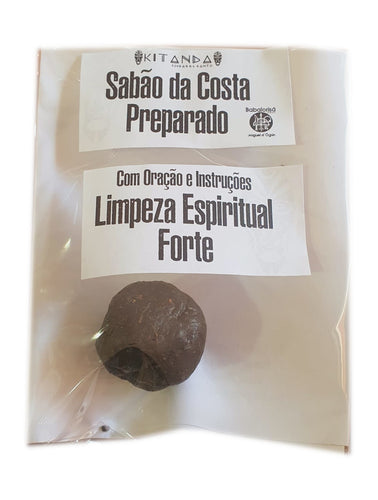 KITANDA
Sabão da Costa
Preparado
Babalorixá
Com Oração e Instruções
Limpeza Espiritual
Forte